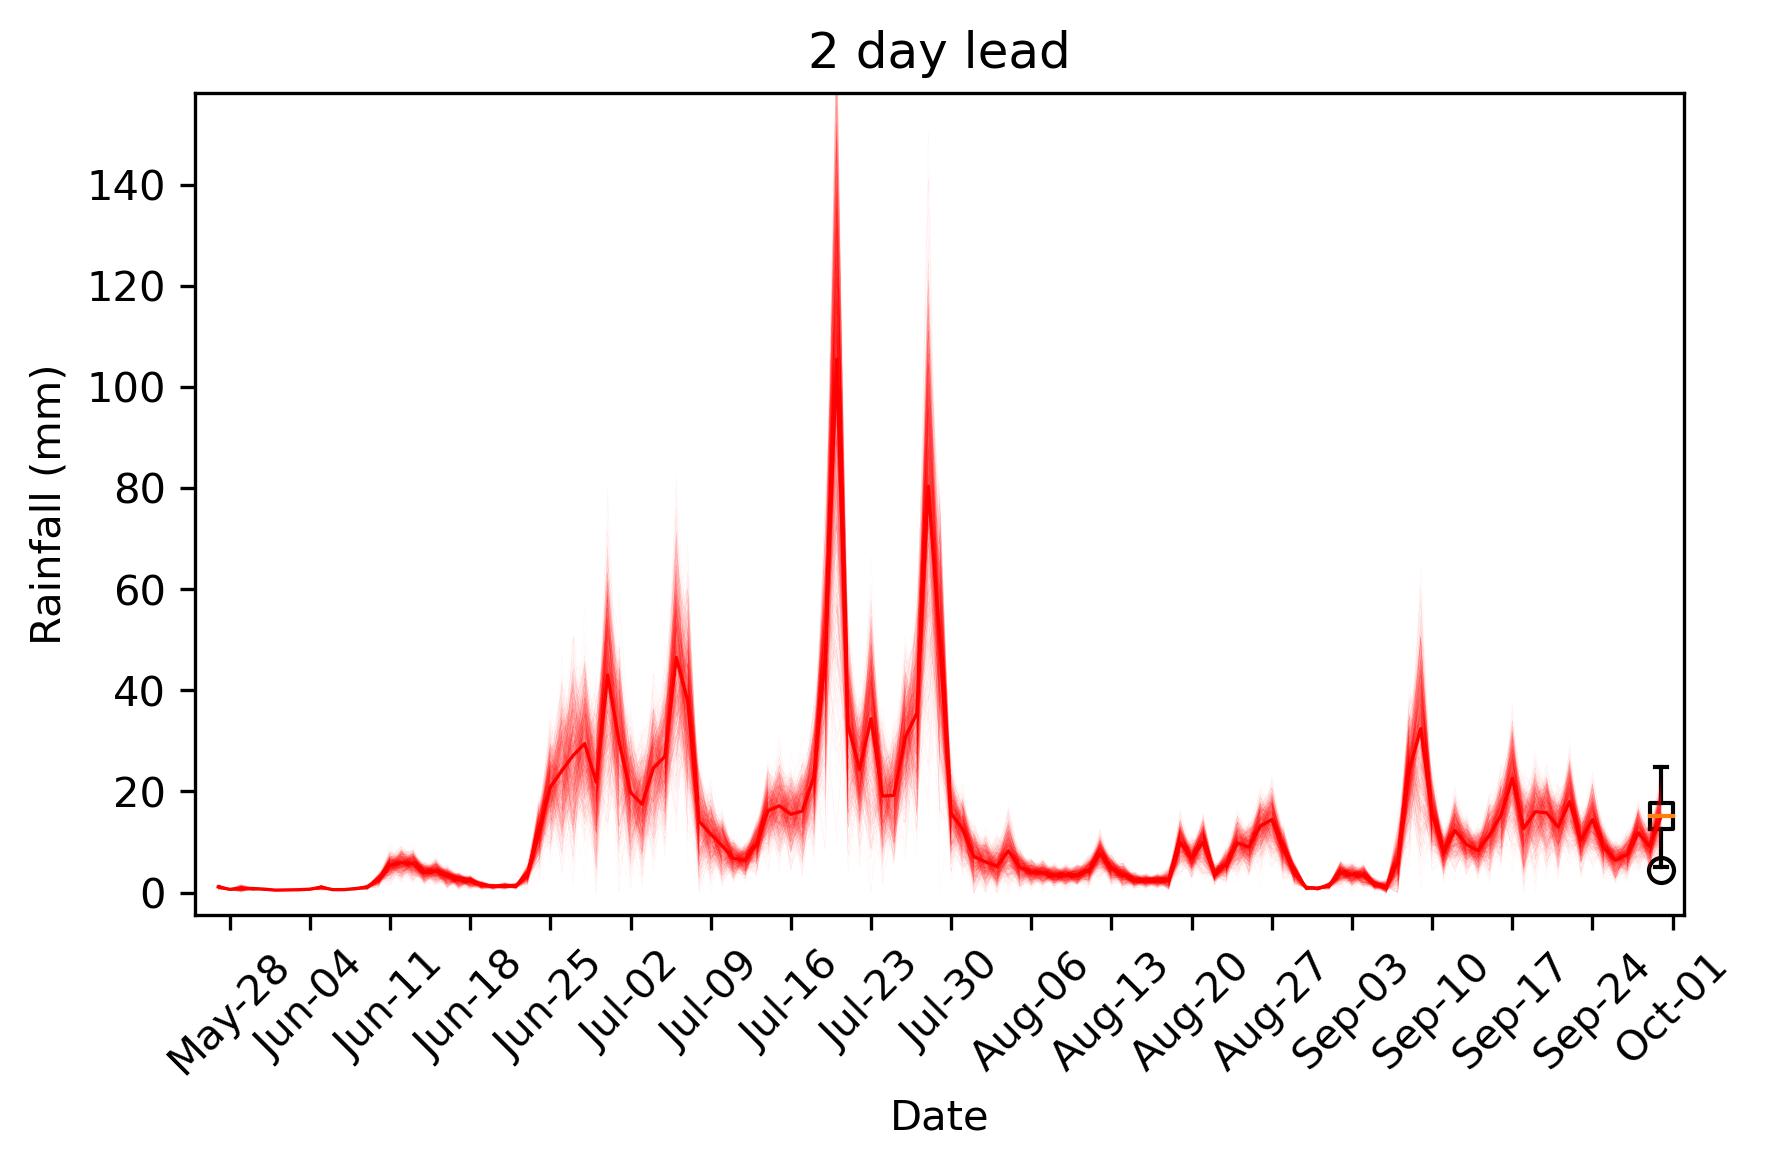 2 day lead
Rainfall (mm)
140
120
100
80
60
40
20
0
May-28
Jun-04
Jun-11
Jun-18
Jun-25
Jul-02
Jul-09
Jul-16
Jul-23
Jul-30
Aug-06
Aug-13
Aug-20
Aug-27
Sep-03
Sep-10
Sep-17
Sep-24
Oct-01
Date